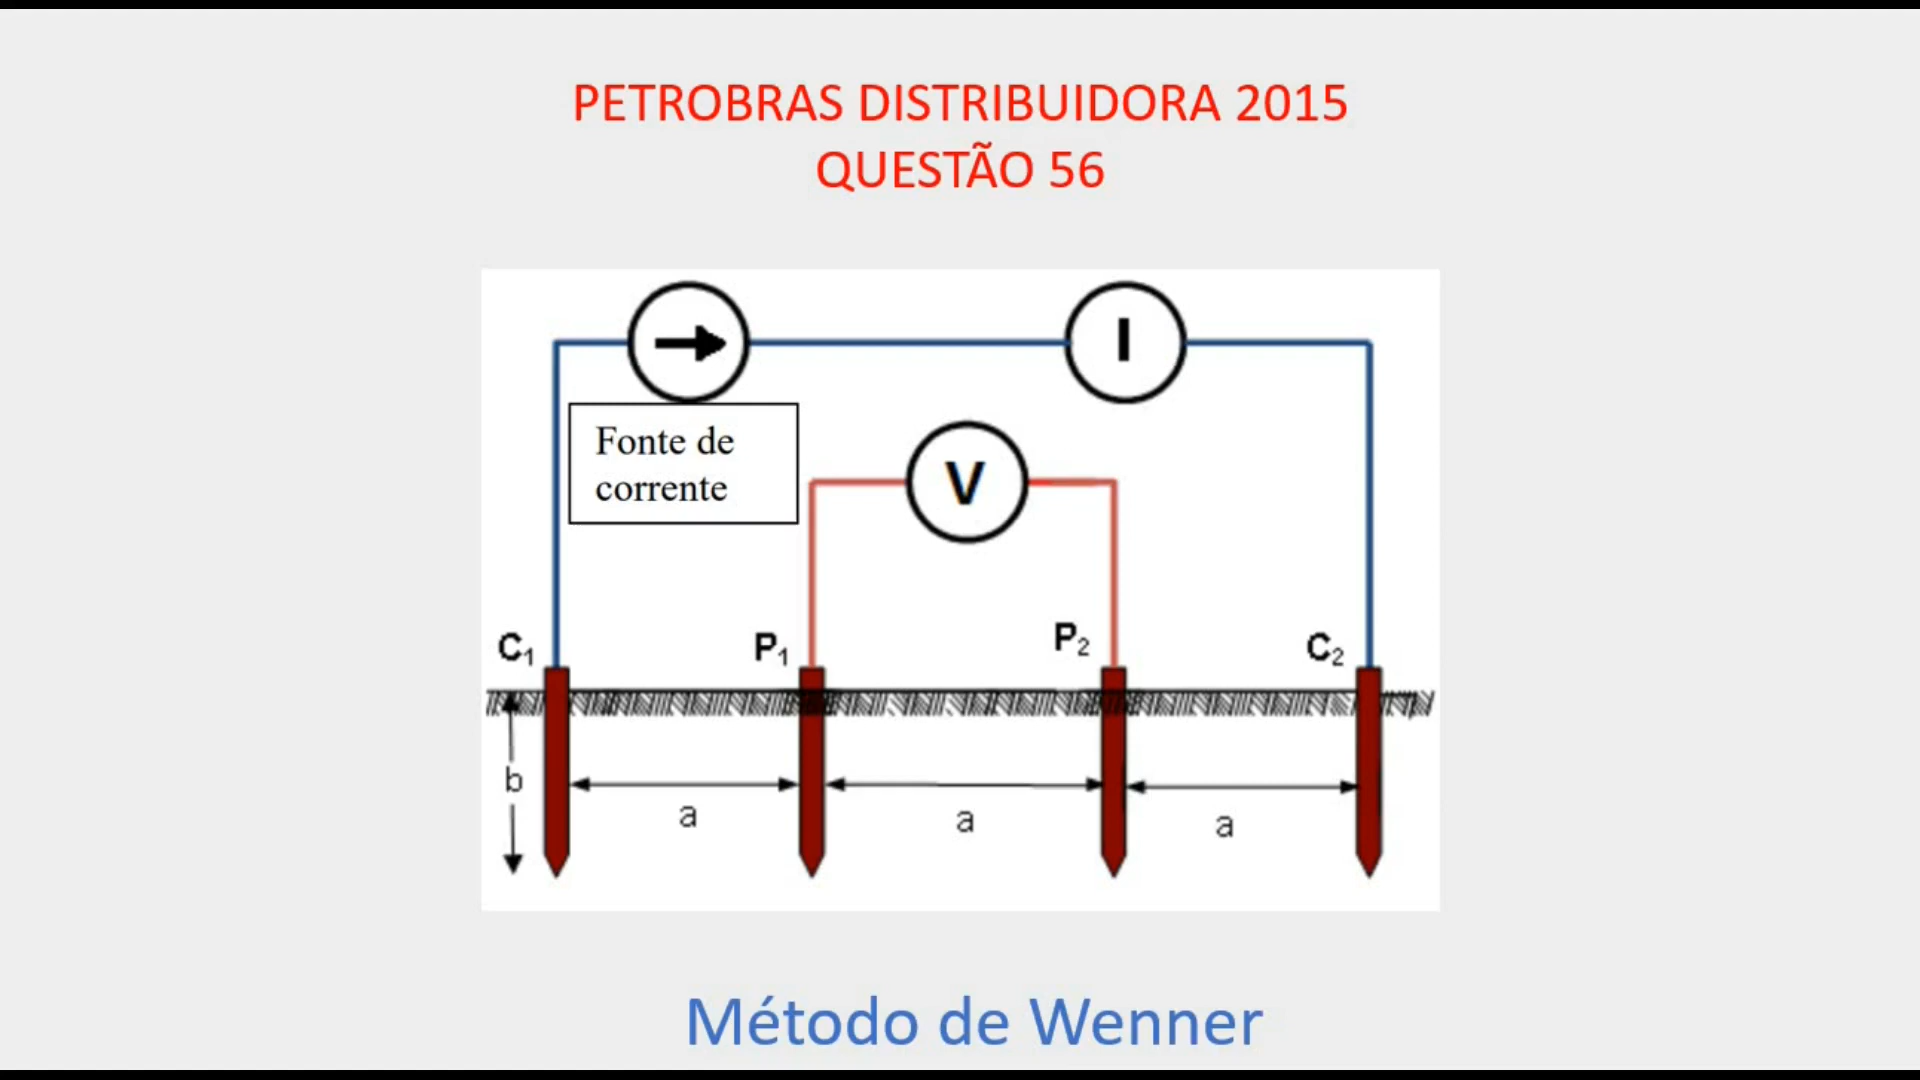 PETROBRAS DISTRIBUIDORA 2015
QUESTÃO 56
I
Fonte de
corrente
V
C₁
P₁
P₂
C₂
b
a
a
a
Método de Wenner